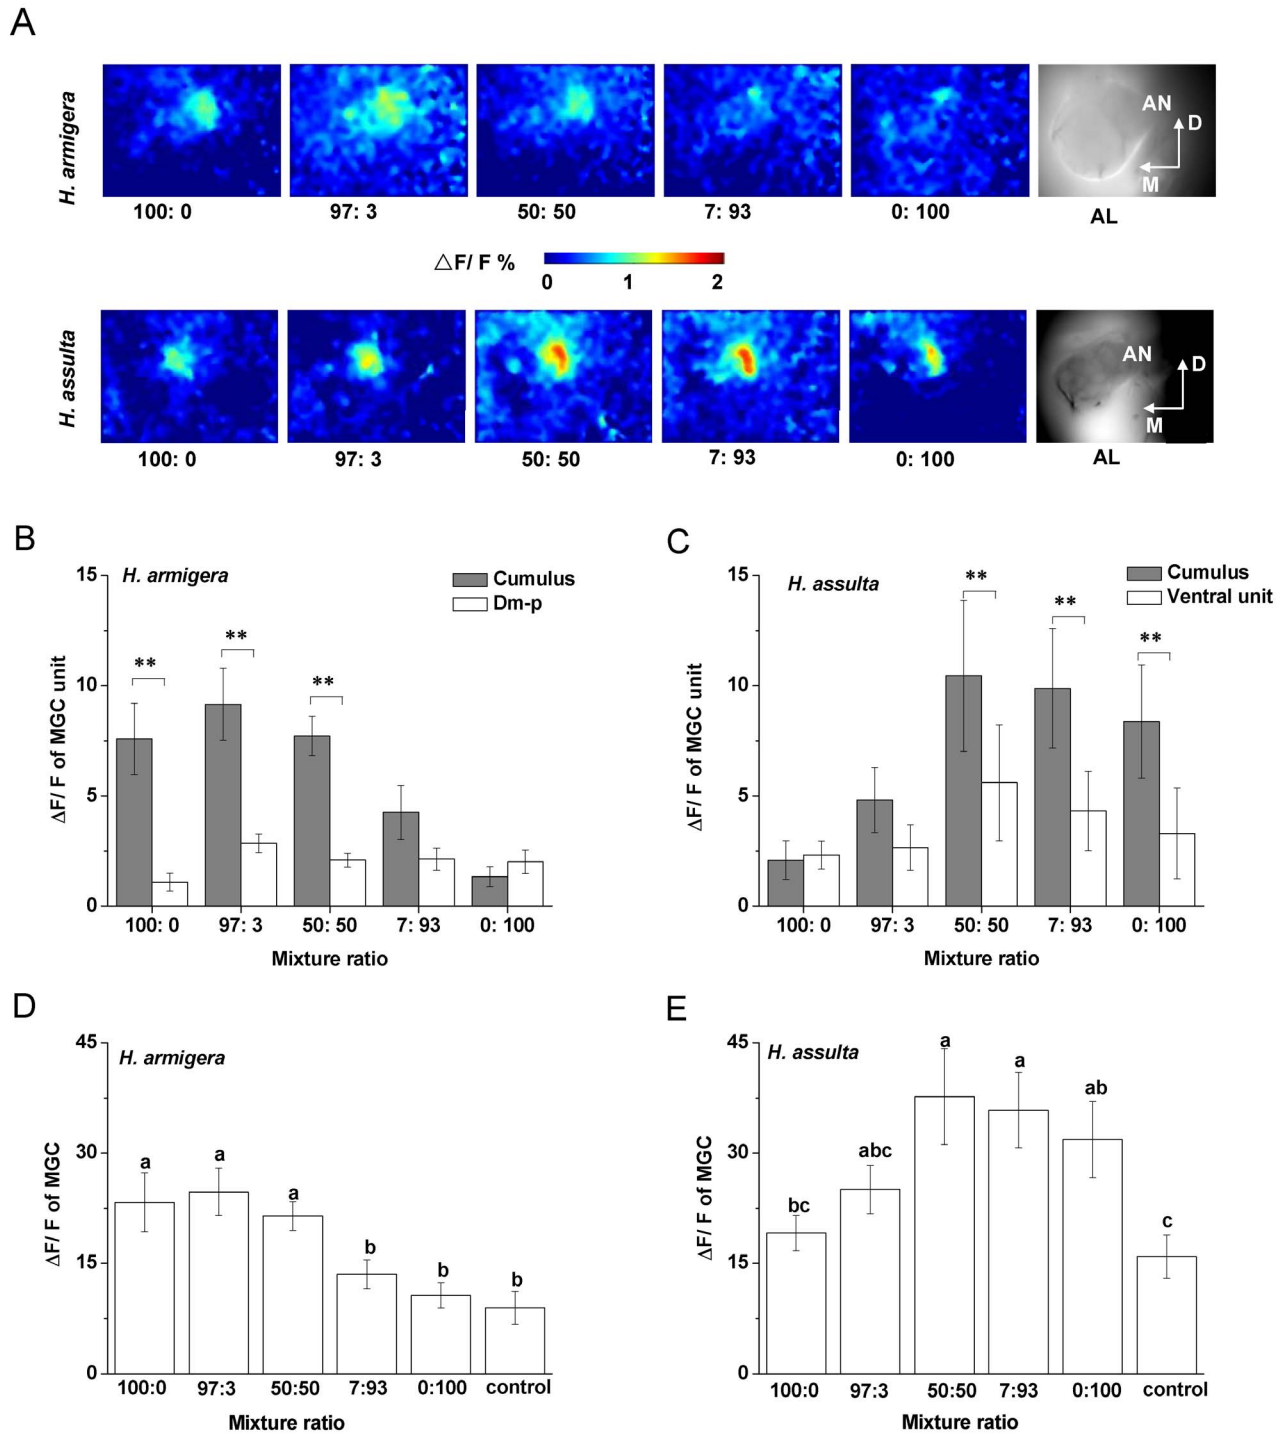 A
H. armigera
AN
D
M
100: 0 97: 3 50: 50 7: 93 0: 100 AL
△F/ F %
0 1 2
H. assulta
AN
D
M
100: 0 97: 3 50: 50 7: 93 0: 100 AL
B
H. armigera
Cumulus
Dm-p
ΔF/ F of MGC unit
15
10
5
0
**
**
**
100: 0 97: 3 50: 50 7: 93 0: 100
Mixture ratio
C
H. assulta
Cumulus
Ventral unit
ΔF/ F of MGC unit
15
10
5
0
**
**
**
100: 0 97: 3 50: 50 7: 93 0: 100
Mixture ratio
D
H. armigera
ΔF/ F of MGC
45
30
15
0
a a a b b b
100:0 97:3 50:50 7:93 0:100 control
Mixture ratio
E
H. assulta
ΔF/ F of MGC
45
30
15
0
bc abc a a ab c
100:0 97:3 50:50 7:93 0:100 control
Mixture ratio